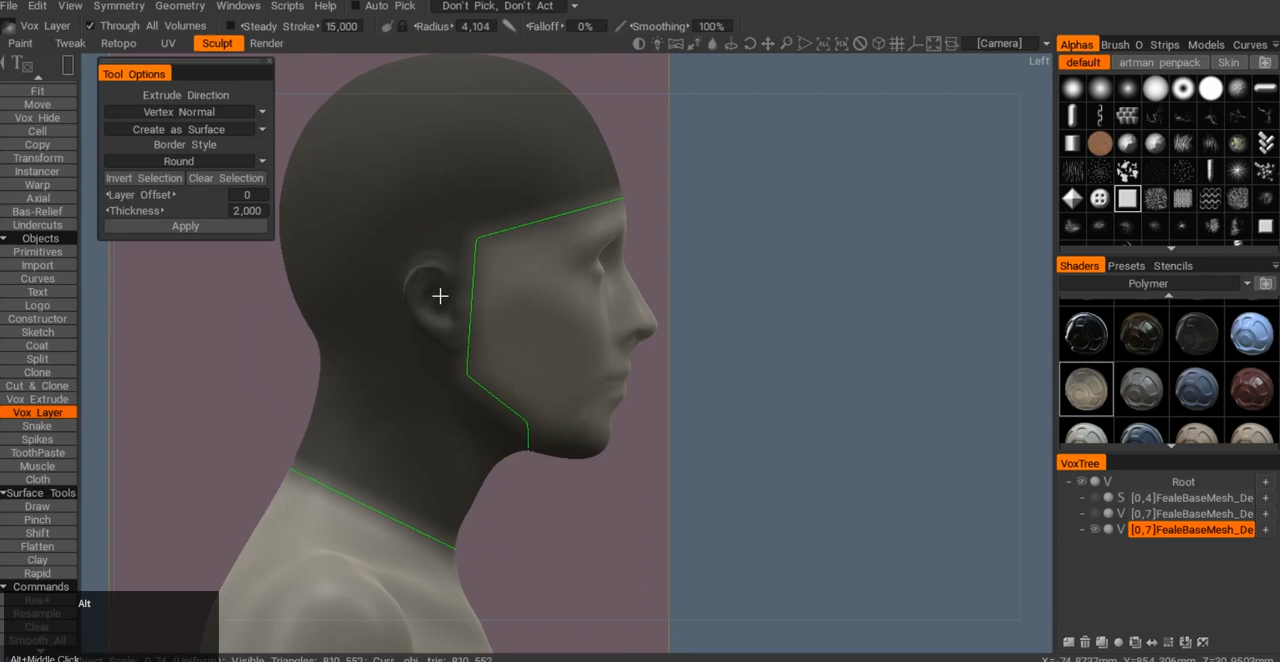 File Edit View Symmetry Geometry Windows Scripts Help Auto Pick Don't Pick, Don't Act
Vox Layer Through All Volumes Steady Stroke 15,000 Radius 4,104 Falloff 0% Smoothing 100%
Paint Tweak Retopo UV Sculpt Render [Camera]
Left
Fit
Move
Vox Hide
Cell
Copy
Transform
Instancer
Warp
Axial
Bas-Relief
Undercuts
Objects
Primitives
Import
Curves
Text
Logo
Constructor
Sketch
Coat
Split
Clone
Cut & Clone
Vox Extrude
Vox Layer
Snake
Spikes
ToothPaste
Muscle
Cloth
Surface Tools
Draw
Pinch
Shift
Flatten
Clay
Rapid
Commands
Res+
Resample
Clear
Smooth All
Tool Options
Extrude Direction
Vertex Normal
Create as Surface
Border Style
Round
Invert Selection Clear Selection
Layer Offset 0
Thickness 2,000
Apply
Alt
Alt+Middle Click
Alphas Brush O Strips Models Curves
default artman penpack Skin
Shaders Presets Stencils
Polymer
VoxTree
V Root +
S [0,4]FealeBaseMesh_De +
V [0,7]FealeBaseMesh_De +
V [0,7]FealeBaseMesh_De +